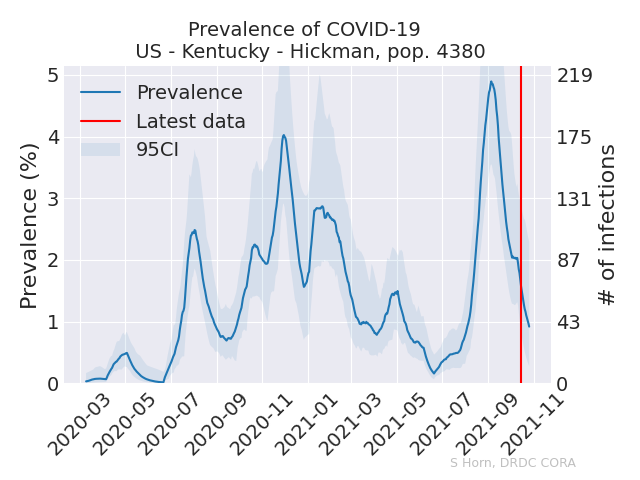 Prevalence of COVID-19
US - Kentucky - Hickman, pop. 4380
Prevalence
Latest data
95CI
Prevalence (%)
5
4
3
2
1
0
# of infections
219
175
131
87
43
0
2020-03
2020-05
2020-07
2020-09
2020-11
2021-01
2021-03
2021-05
2021-07
2021-09
2021-11
S Horn, DRDC CORA